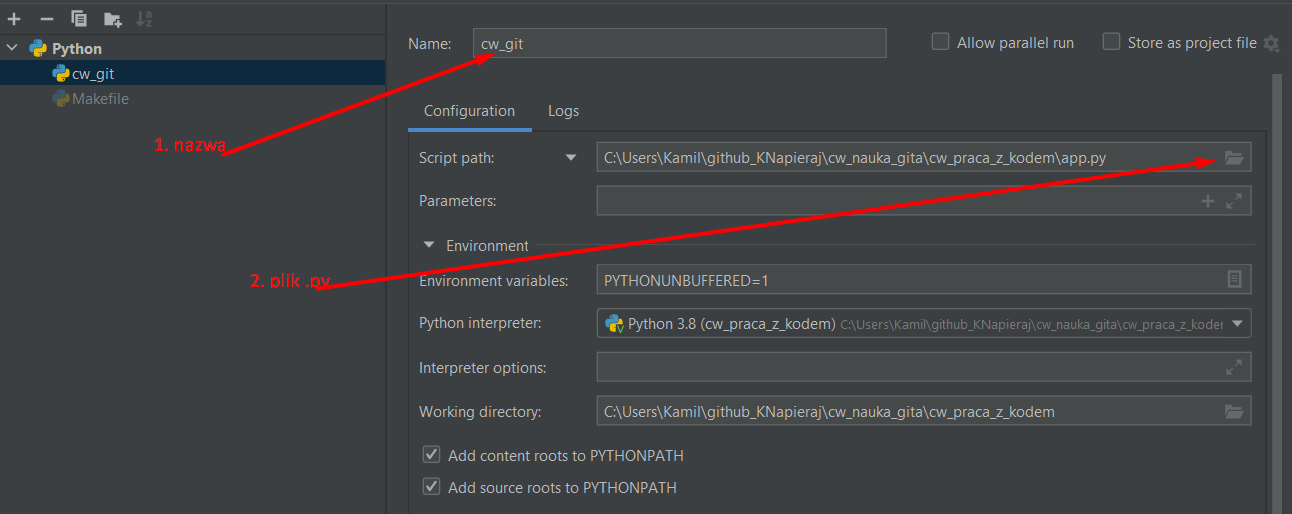 Python
cw_git
Makefile
Name: cw_git
Allow parallel run
Store as project file
Configuration
Logs
1. nazwa
Script path: C:\Users\Kamil\github_KNapieraj\cw_nauka_gita\cw_praca_z_kodem\app.py
Parameters:
Environment
2. plik .py
Environment variables: PYTHONUNBUFFERED=1
Python interpreter: Python 3.8 (cw_praca_z_kodem) C:\Users\Kamil\github_KNapieraj\cw_nauka_gita\cw_praca_z_koder
Interpreter options:
Working directory: C:\Users\Kamil\github_KNapieraj\cw_nauka_gita\cw_praca_z_kodem
Add content roots to PYTHONPATH
Add source roots to PYTHONPATH